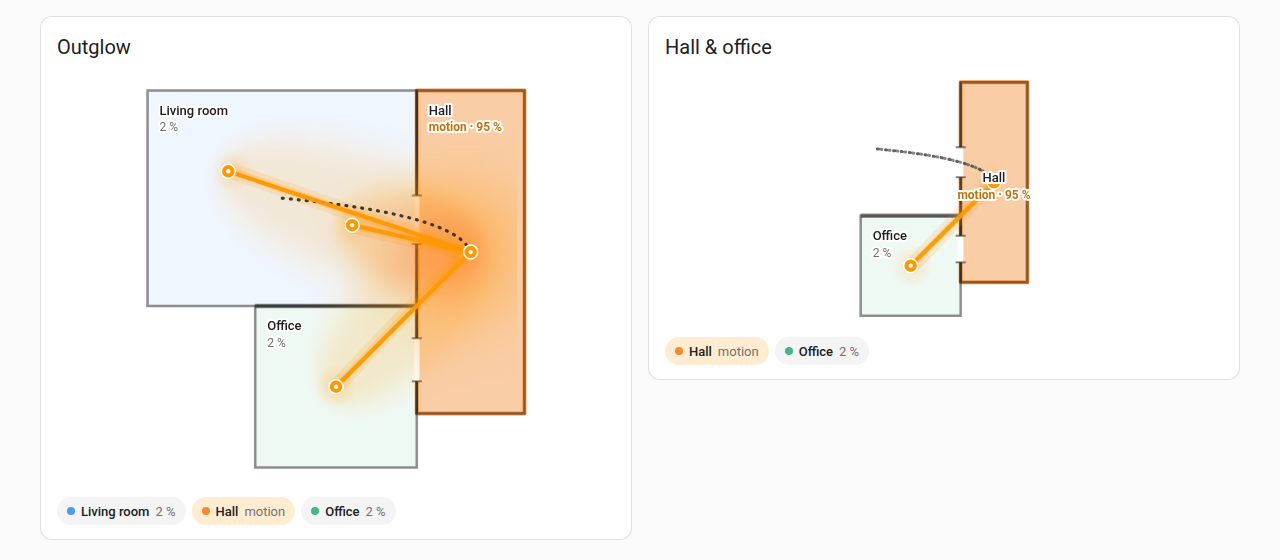 Outglow
Living room
2 %
Hall
motion · 95 %
Office
2 %
Living room 2 %
Hall motion
Office 2 %
Hall & office
Hall
motion · 95 %
Office
2 %
Hall motion
Office 2 %